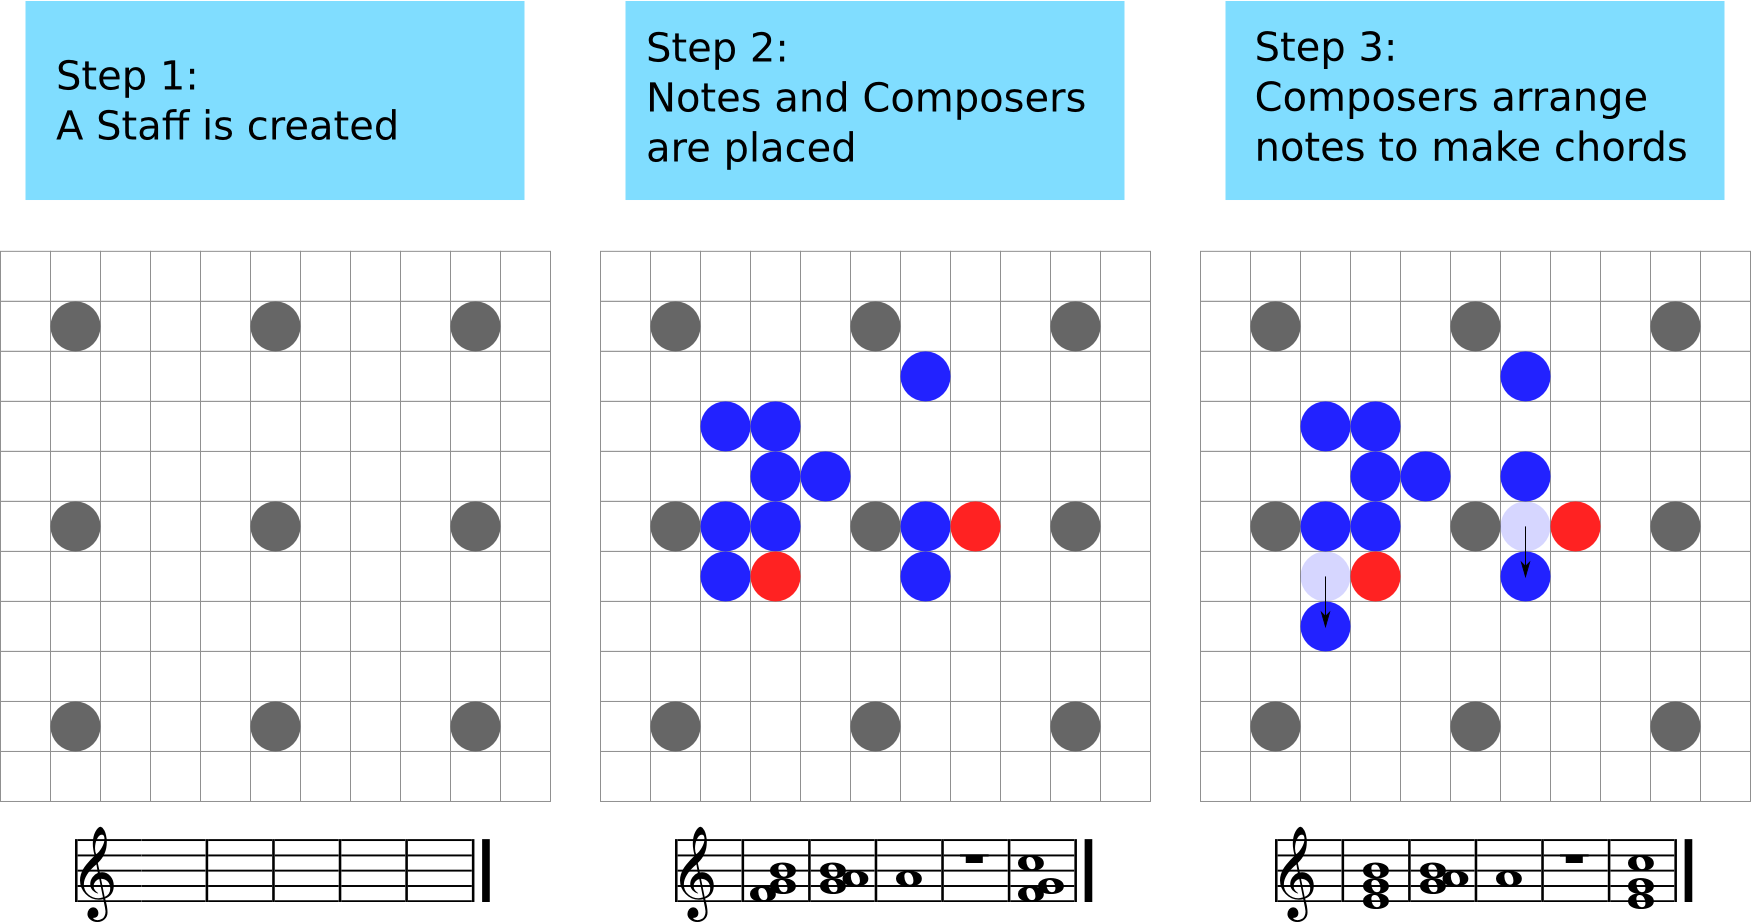 Step 1:
A Staff is created
Step 2:
Notes and Composers
are placed
Step 3:
Composers arrange
notes to make chords